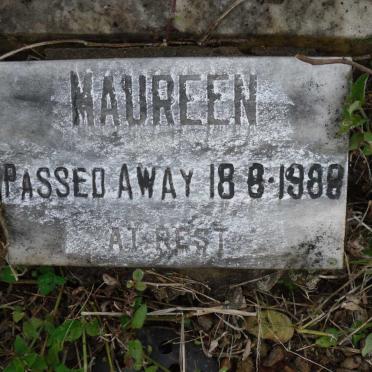 MAUREEN
PASSED AWAY 18·8·1988
AT REST